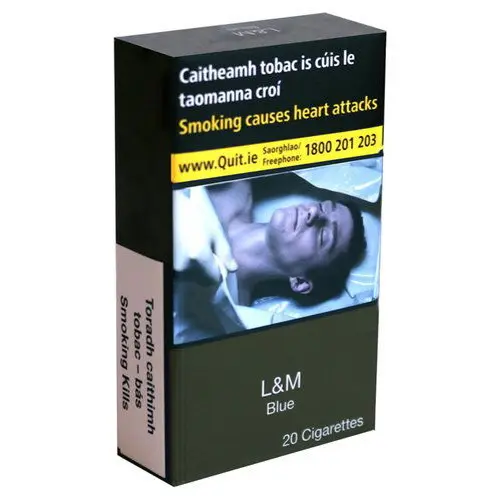 L&M
Blue
Caitheamh tobac is cúis le
taomanna croí
Smoking causes heart attacks
www.Quit.ie
Saorghlao/
Freephone:
1800 201 203
L&M
Blue
20 Cigarettes
Toradh caithimh
tobac – bás
Smoking Kills